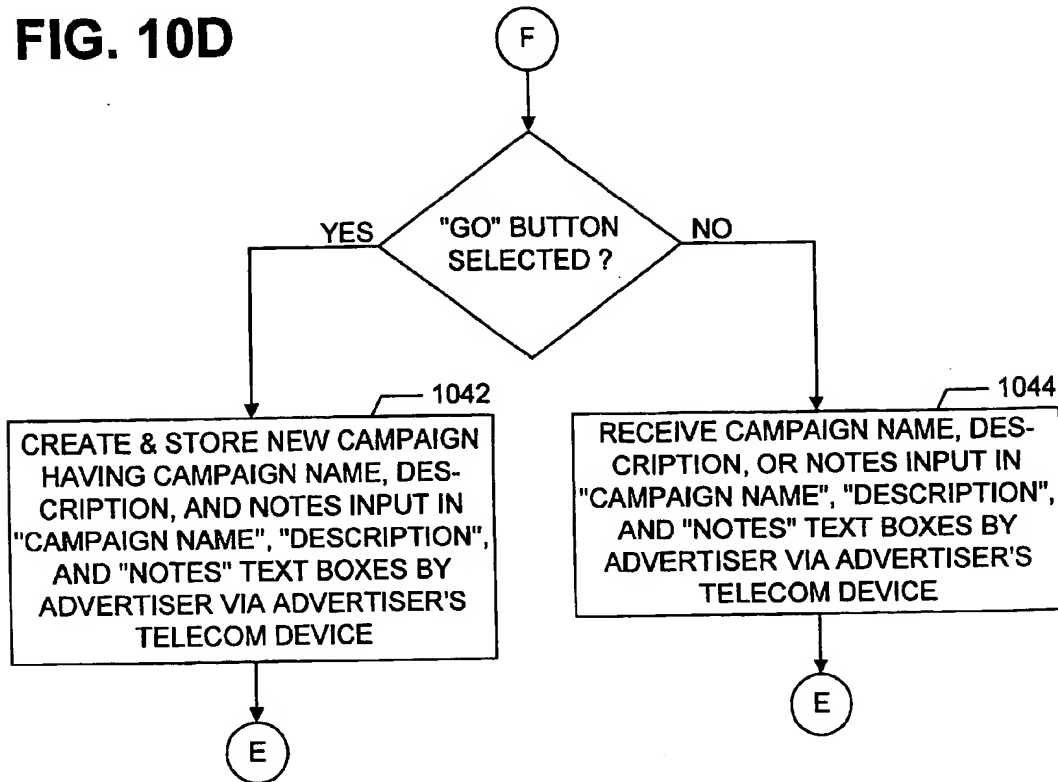 FIG. 10D
F
"GO" BUTTON
SELECTED ?
YES
NO
1042
CREATE & STORE NEW CAMPAIGN
HAVING CAMPAIGN NAME, DES-
CRIPTION, AND NOTES INPUT IN
"CAMPAIGN NAME", "DESCRIPTION",
AND "NOTES" TEXT BOXES BY
ADVERTISER VIA ADVERTISER'S
TELECOM DEVICE
E
1044
RECEIVE CAMPAIGN NAME, DES-
CRIPTION, OR NOTES INPUT IN
"CAMPAIGN NAME", "DESCRIPTION",
AND "NOTES" TEXT BOXES BY
ADVERTISER VIA ADVERTISER'S
TELECOM DEVICE
E